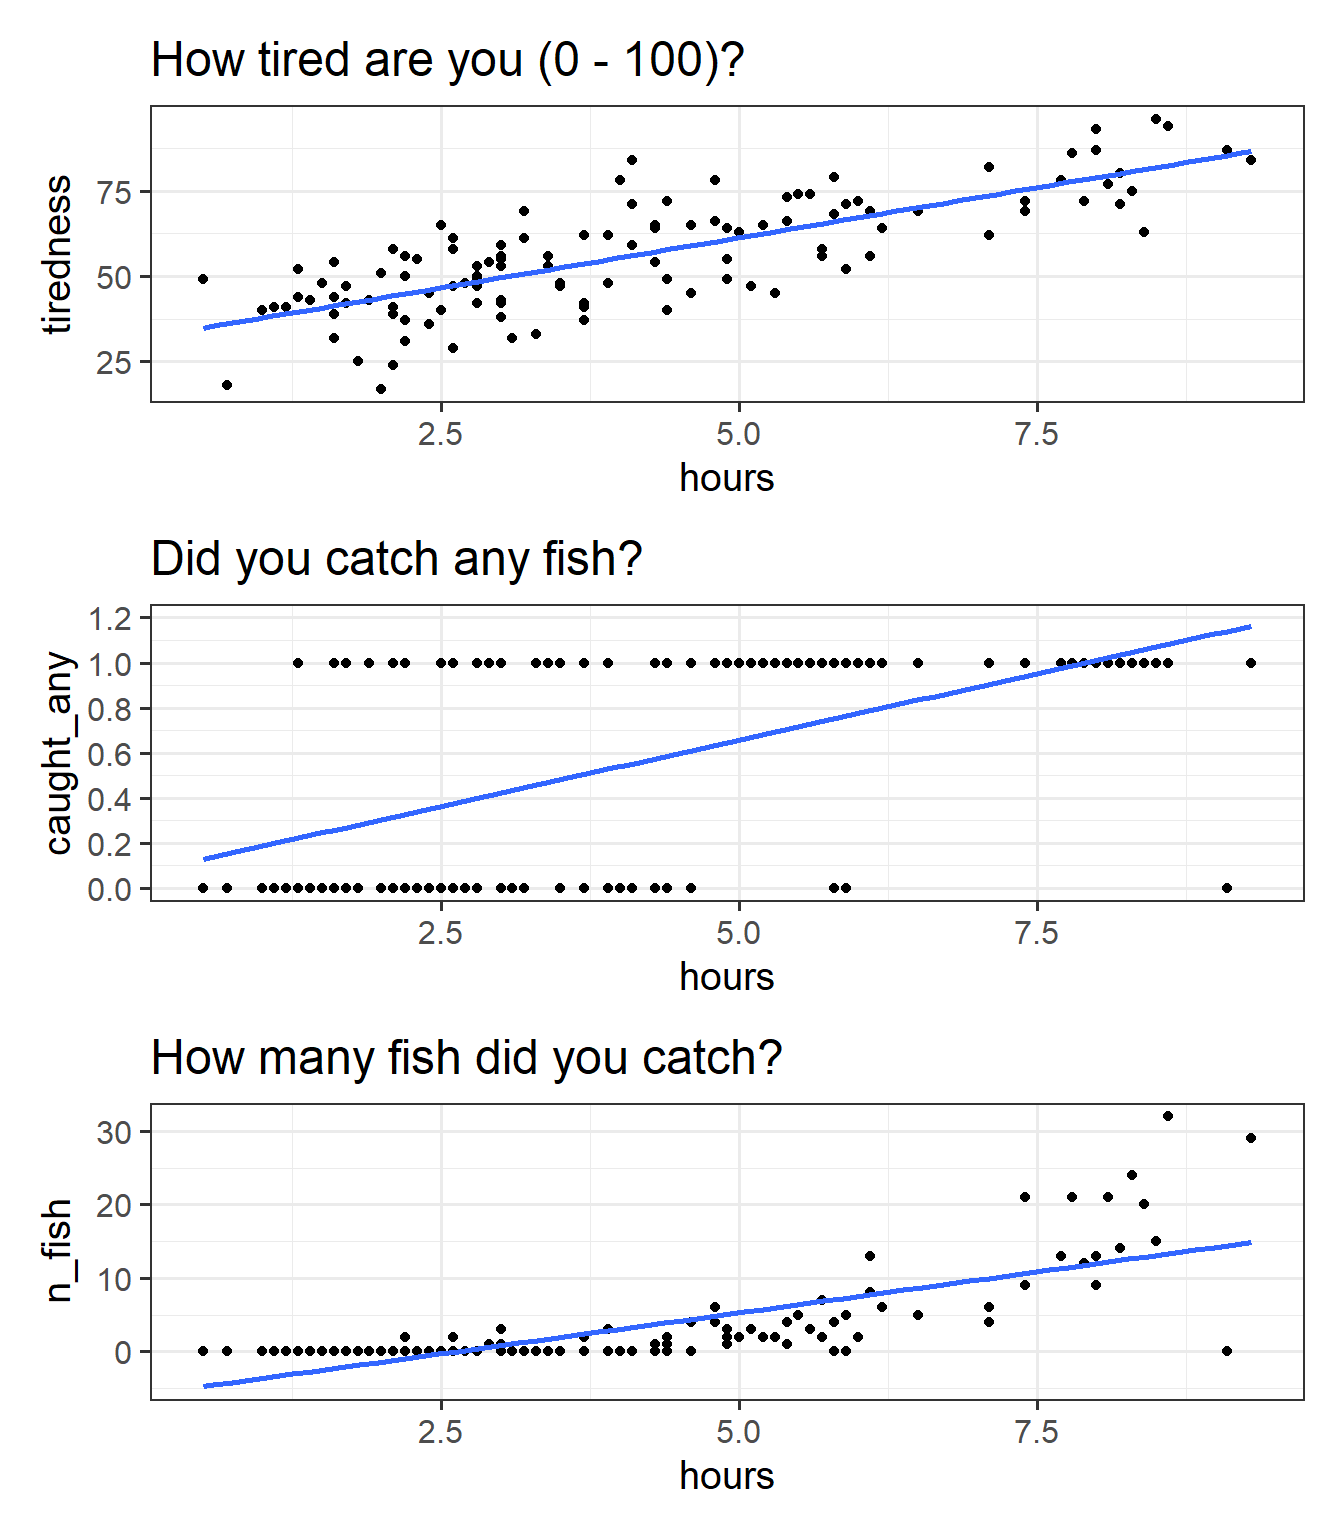 How tired are you (0 - 100)?
tiredness
75
50
25
2.5 5.0 7.5
hours
Did you catch any fish?
caught_any
1.2
1.0
0.8
0.6
0.4
0.2
0.0
2.5 5.0 7.5
hours
How many fish did you catch?
n_fish
30
20
10
0
2.5 5.0 7.5
hours